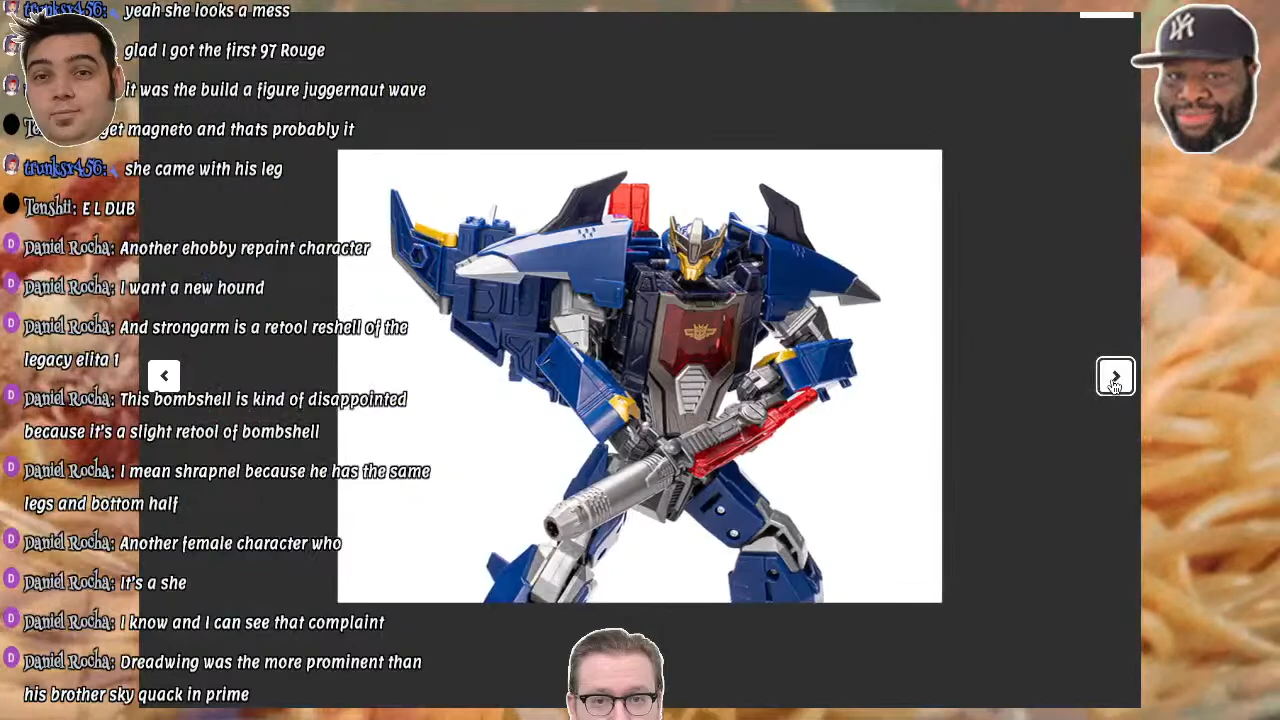 trunksx456: yeah she looks a mess
glad I got the first 97 Rouge
it was the build a figure juggernaut wave
get magneto and thats probably it
trunksx456: she came with his leg
Tenshii: E L DUB
Daniel Rocha: Another ehobby repaint character
Daniel Rocha: I want a new hound
Daniel Rocha: And strongarm is a retool reshell of the
legacy elita 1
Daniel Rocha: This bombshell is kind of disappointed
because it's a slight retool of bombshell
Daniel Rocha: I mean shrapnel because he has the same
legs and bottom half
Daniel Rocha: Another female character who
Daniel Rocha: It's a she
Daniel Rocha: I know and I can see that complaint
Daniel Rocha: Dreadwing was the more prominent than
his brother sky quack in prime